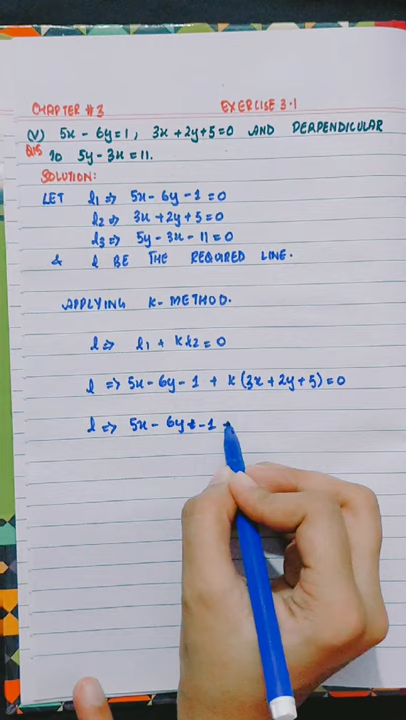 CHAPTER #3 EXERCISE 3.1
(V) 5x - 6y=1, 3x+2y+5=0 AND PERPENDICULAR
Q15 TO 5y-3x=11.
SOLUTION:
LET l1 => 5x-6y-1=0
l2 => 3x+2y+5=0
l3 => 5y-3x-11=0
& l BE THE REQUIRED LINE.
APPLYING K-METHOD.
l => l1 + kl2=0
l => 5x-6y-1 + k(3x+2y+5)=0
l => 5x-6y-1